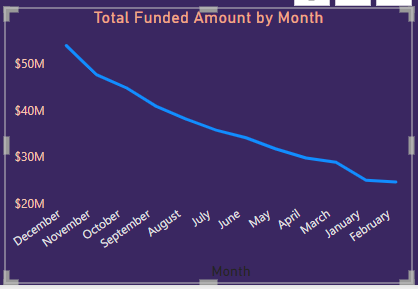 Total Funded Amount by Month
$50M
$40M
$30M
$20M
December
November
October
September
August
July
June
May
April
March
January
February
Month